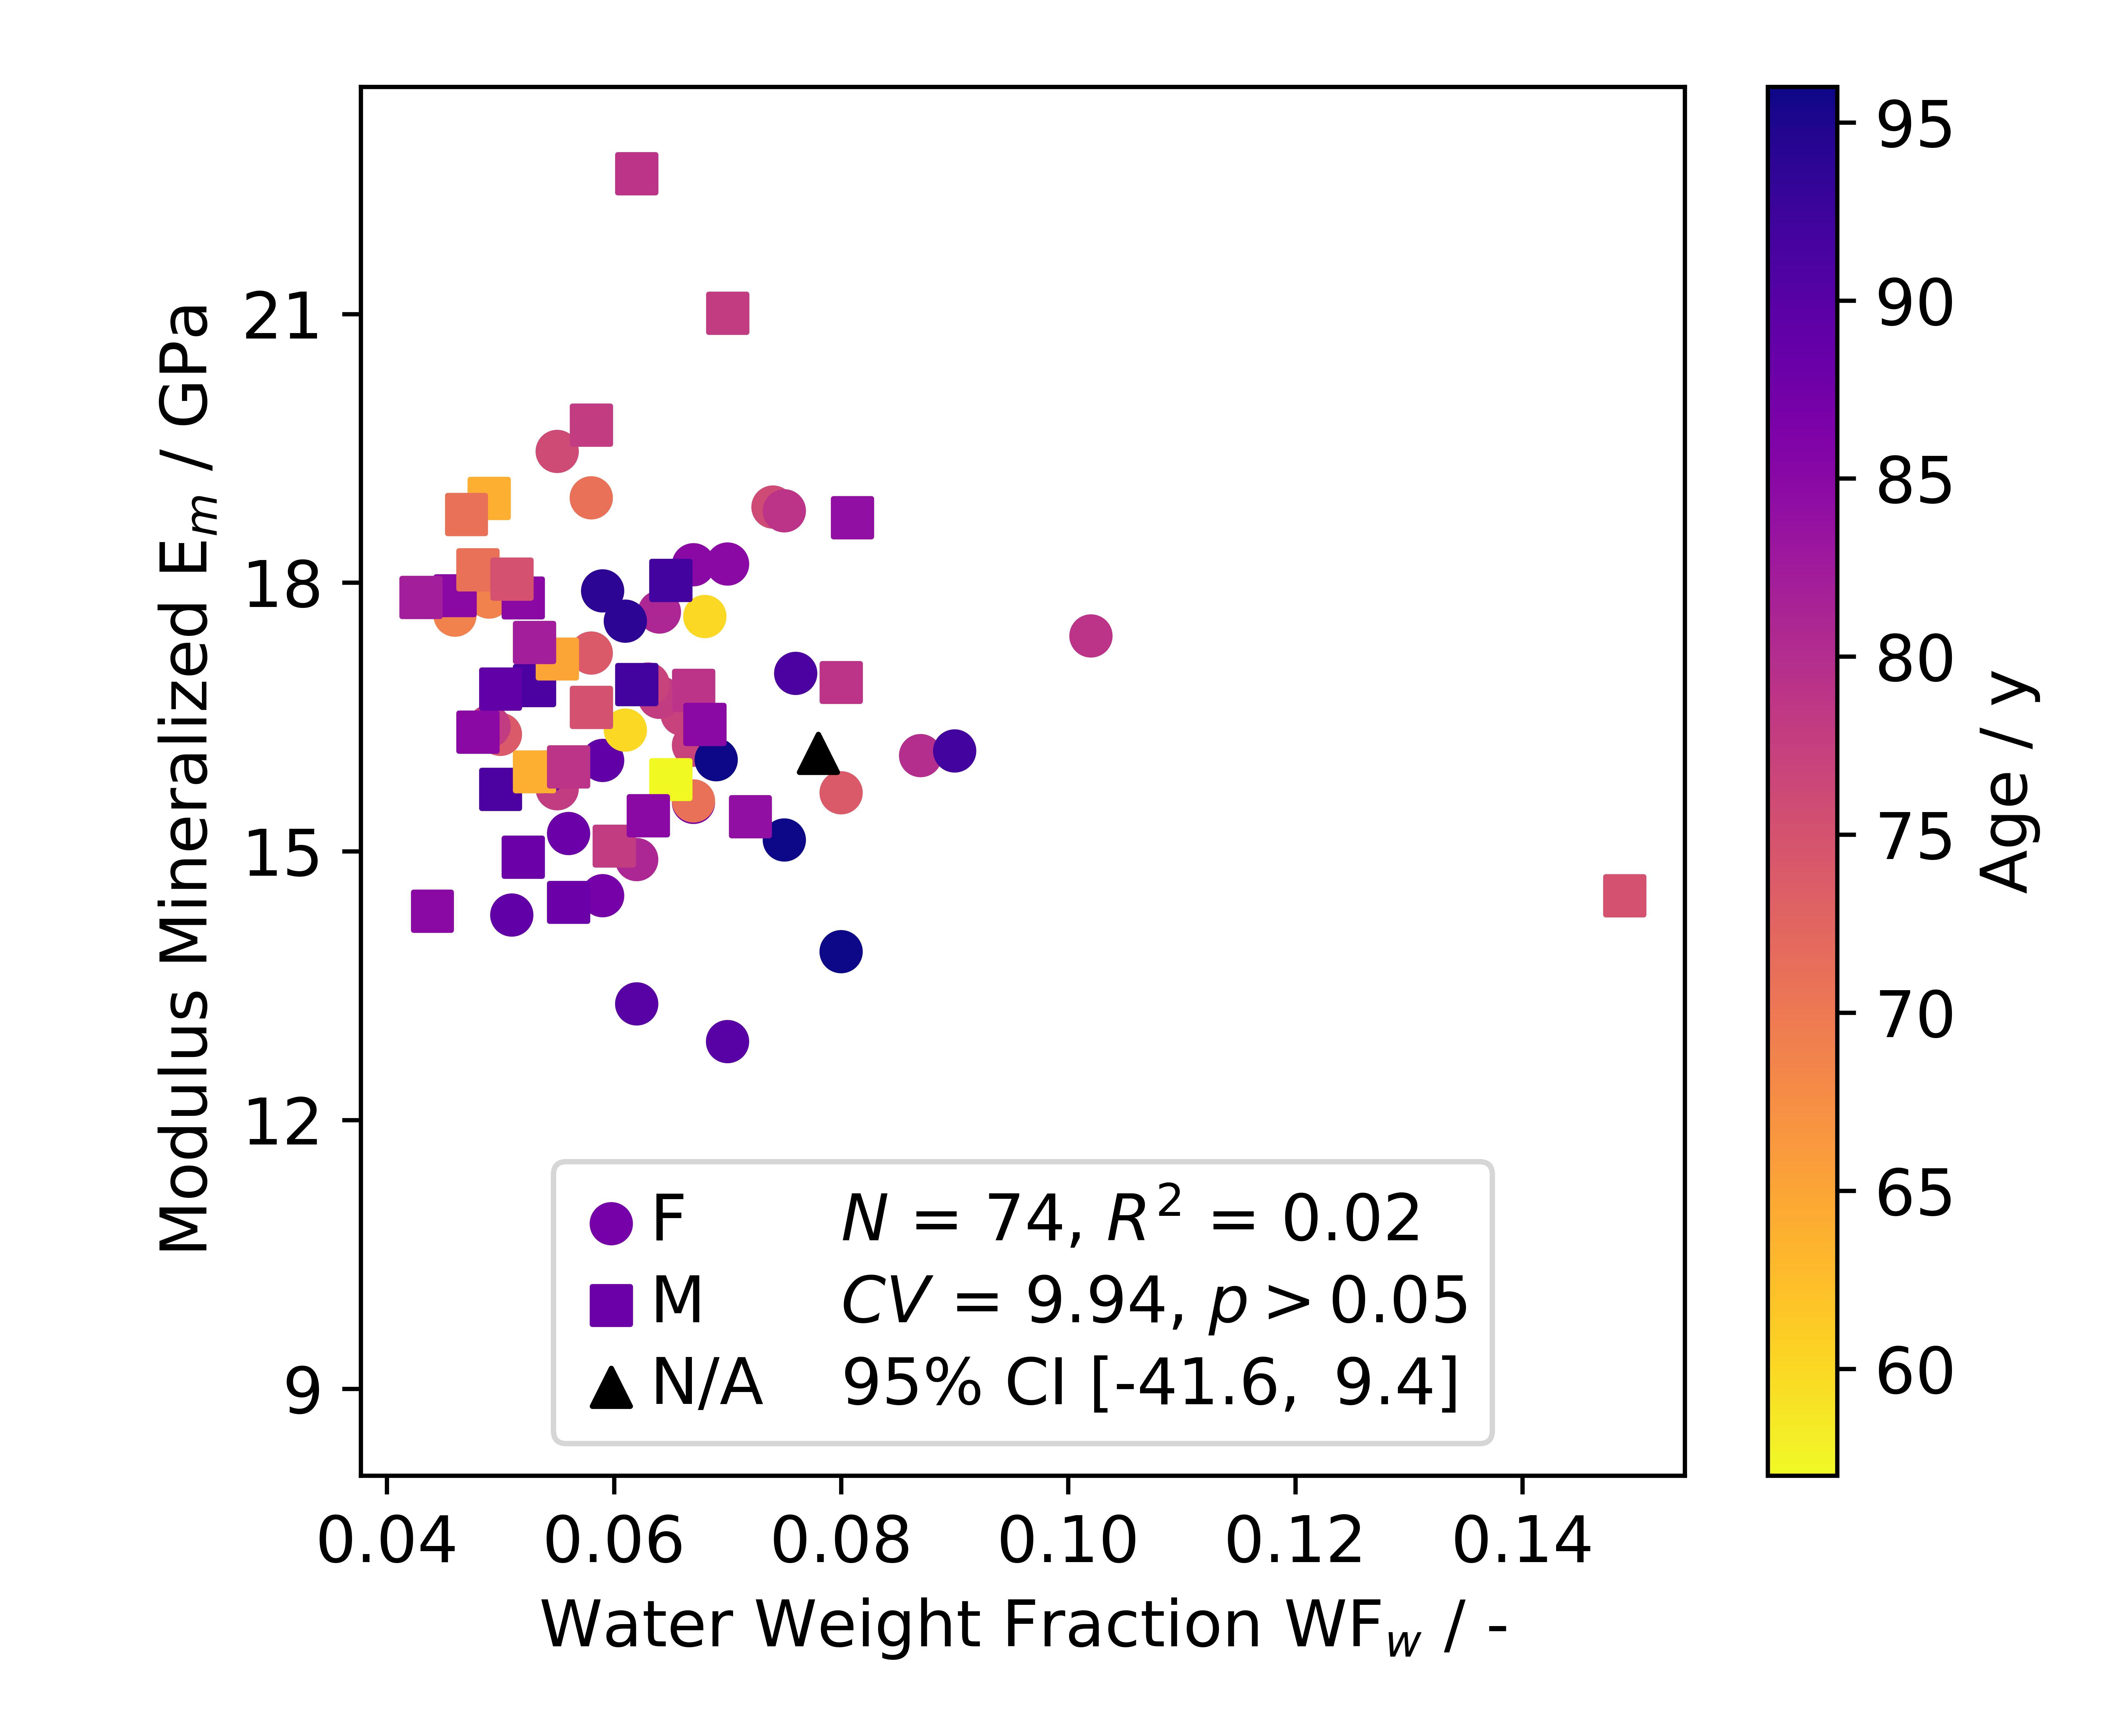 Modulus Mineralized Eₘ / GPa
21
18
15
12
9
F N = 74, R² = 0.02
M CV = 9.94, p > 0.05
N/A 95% CI [-41.6, 9.4]
0.04 0.06 0.08 0.10 0.12 0.14
Water Weight Fraction WF_w / -
95
90
85
80
75
70
65
60
Age / y